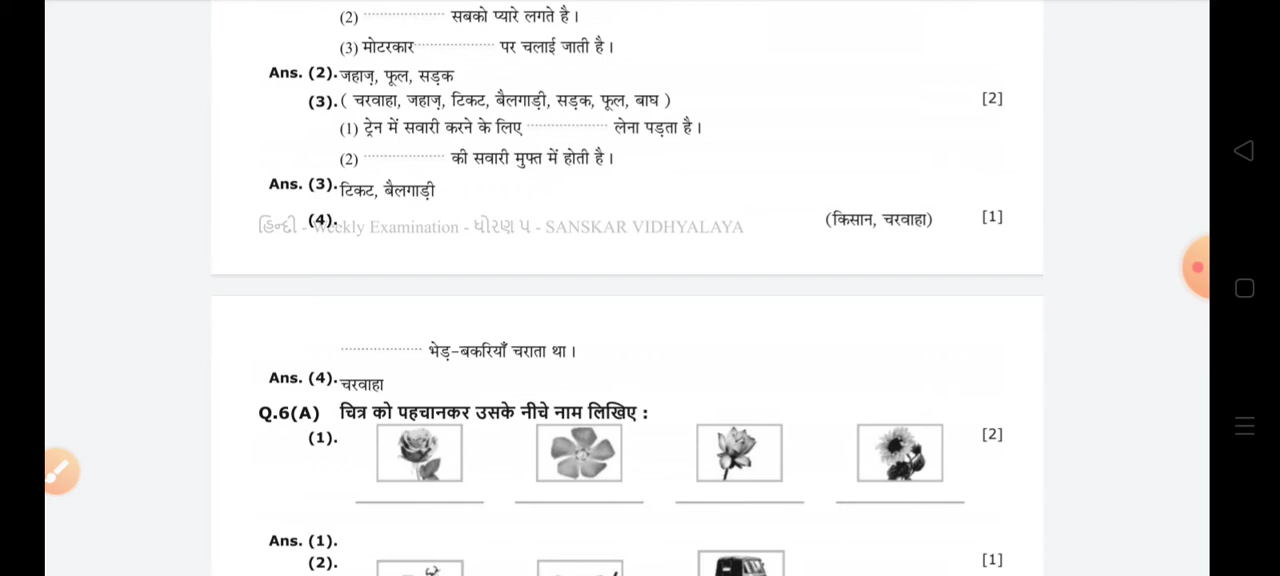 (2) ..................... सबको प्यारे लगते है ।
(3) मोटरकार..................... पर चलाई जाती है ।
Ans. (2). जहाज़, फूल, सड़क
(3). ( चरवाहा, जहाज़, टिकट, बैलगाड़ी, सड़क, फूल, बाघ ) [2]
(1) ट्रेन में सवारी करने के लिए ..................... लेना पड़ता है ।
(2) ..................... की सवारी मुफ्त में होती है ।
Ans. (3). टिकट, बैलगाड़ी
(4). (किसान, चरवाहा) [1]
હિન્દી - Weekly Examination - ધોરણ ૫ - SANSKAR VIDHYALAYA
..................... भेड़-बकरियाँ चराता था ।
Ans. (4). चरवाहा
Q.6(A) चित्र को पहचानकर उसके नीचे नाम लिखिए :
(1). [2]
Ans. (1).
(2). [1]